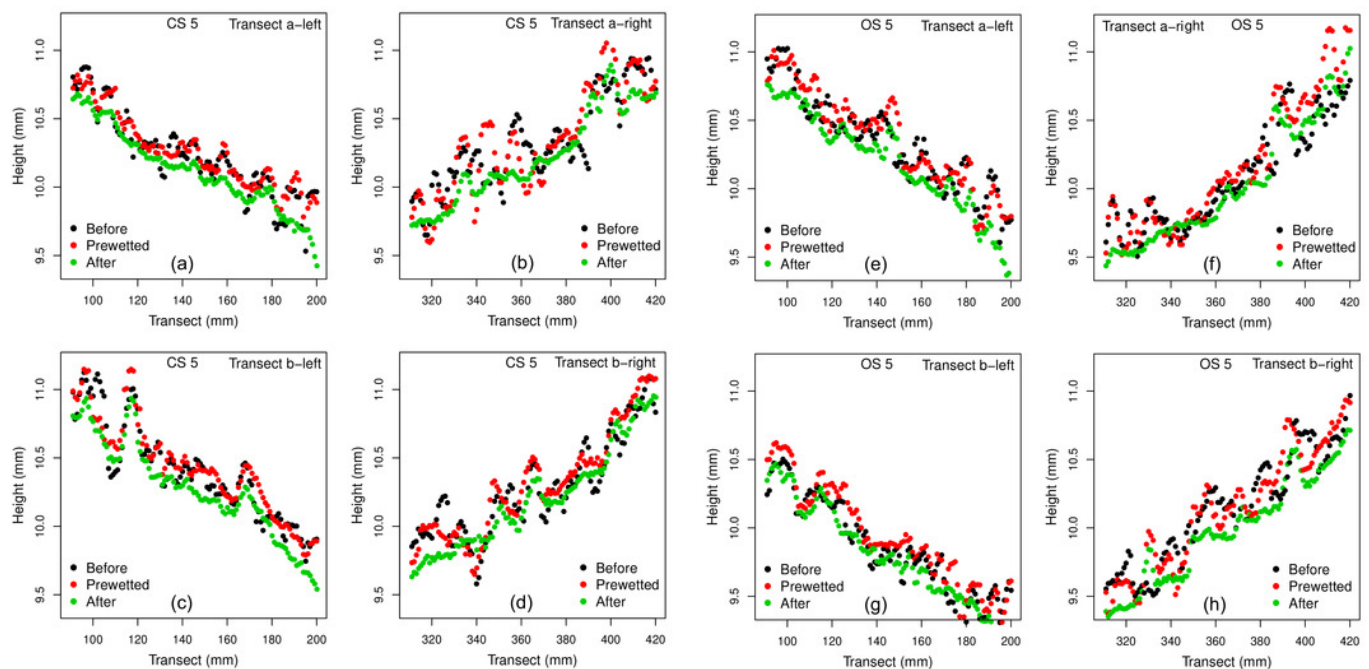 CS 5 Transect a-left
Height (mm)
11.0
10.5
10.0
9.5
Before
Prewetted
After
(a)
100 120 140 160 180 200
Transect (mm)
CS 5 Transect a-right
Height (mm)
11.0
10.5
10.0
9.5
Before
Prewetted
After
(b)
320 340 360 380 400 420
Transect (mm)
OS 5 Transect a-left
Height (mm)
11.0
10.5
10.0
9.5
Before
Prewetted
After
(e)
100 120 140 160 180 200
Transect (mm)
Transect a-right OS 5
Height (mm)
11.0
10.5
10.0
9.5
Before
Prewetted
After
(f)
320 340 360 380 400 420
Transect (mm)
CS 5 Transect b-left
Height (mm)
11.0
10.5
10.0
9.5
Before
Prewetted
After
(c)
100 120 140 160 180 200
Transect (mm)
CS 5 Transect b-right
Height (mm)
11.0
10.5
10.0
9.5
Before
Prewetted
After
(d)
320 340 360 380 400 420
Transect (mm)
OS 5 Transect b-left
Height (mm)
11.0
10.5
10.0
9.5
Before
Prewetted
After
(g)
100 120 140 160 180 200
Transect (mm)
OS 5 Transect b-right
Height (mm)
11.0
10.5
10.0
9.5
Before
Prewetted
After
(h)
320 340 360 380 400 420
Transect (mm)